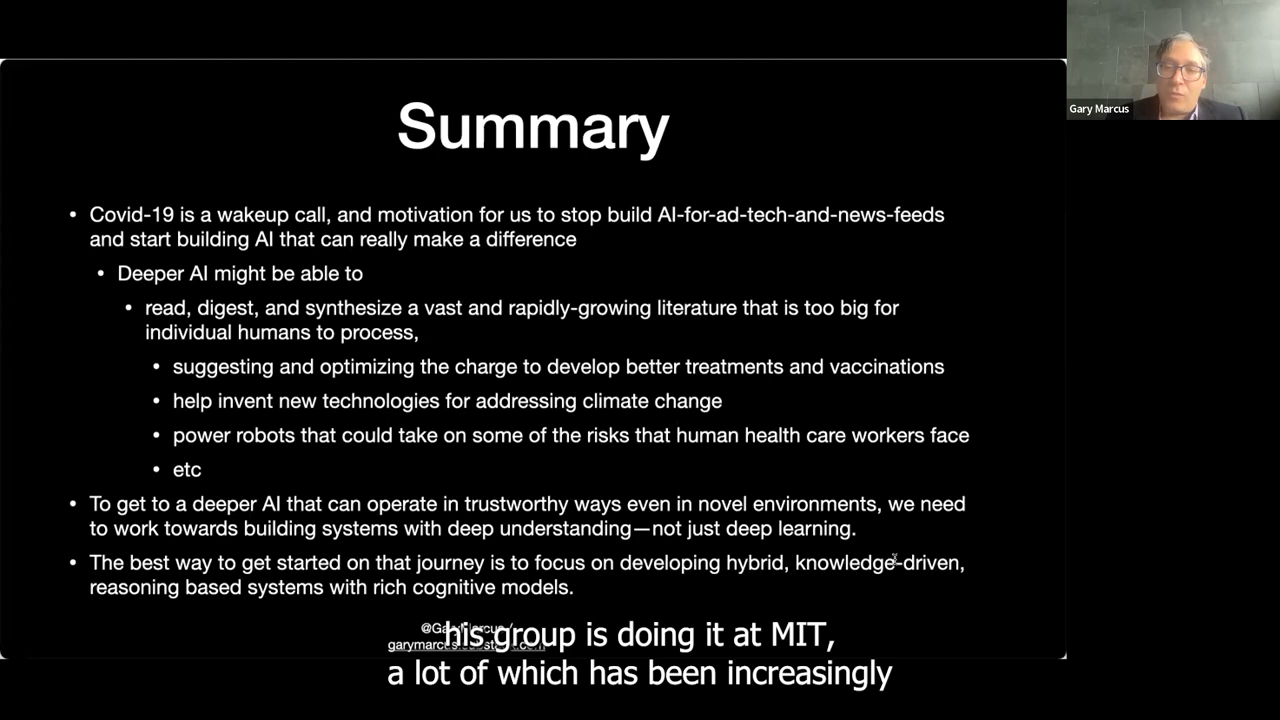 Gary Marcus
Summary
• Covid-19 is a wakeup call, and motivation for us to stop build AI-for-ad-tech-and-news-feeds
and start building AI that can really make a difference
• Deeper AI might be able to
• read, digest, and synthesize a vast and rapidly-growing literature that is too big for
individual humans to process,
• suggesting and optimizing the charge to develop better treatments and vaccinations
• help invent new technologies for addressing climate change
• power robots that could take on some of the risks that human health care workers face
• etc
• To get to a deeper AI that can operate in trustworthy ways even in novel environments, we need
to work towards building systems with deep understanding—not just deep learning.
• The best way to get started on that journey is to focus on developing hybrid, knowledge-driven,
reasoning based systems with rich cognitive models.
his group is doing it at MIT,
a lot of which has been increasingly